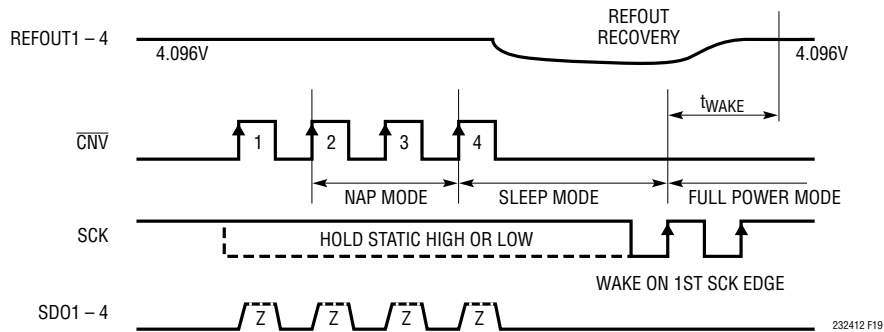 REFOUT
RECOVERY
REFOUT1 – 4
4.096V
4.096V
tWAKE
CNV
1
2
3
4
NAP MODE
SLEEP MODE
FULL POWER MODE
SCK
HOLD STATIC HIGH OR LOW
WAKE ON 1ST SCK EDGE
SDO1 – 4
Z
Z
Z
Z
232412 F19